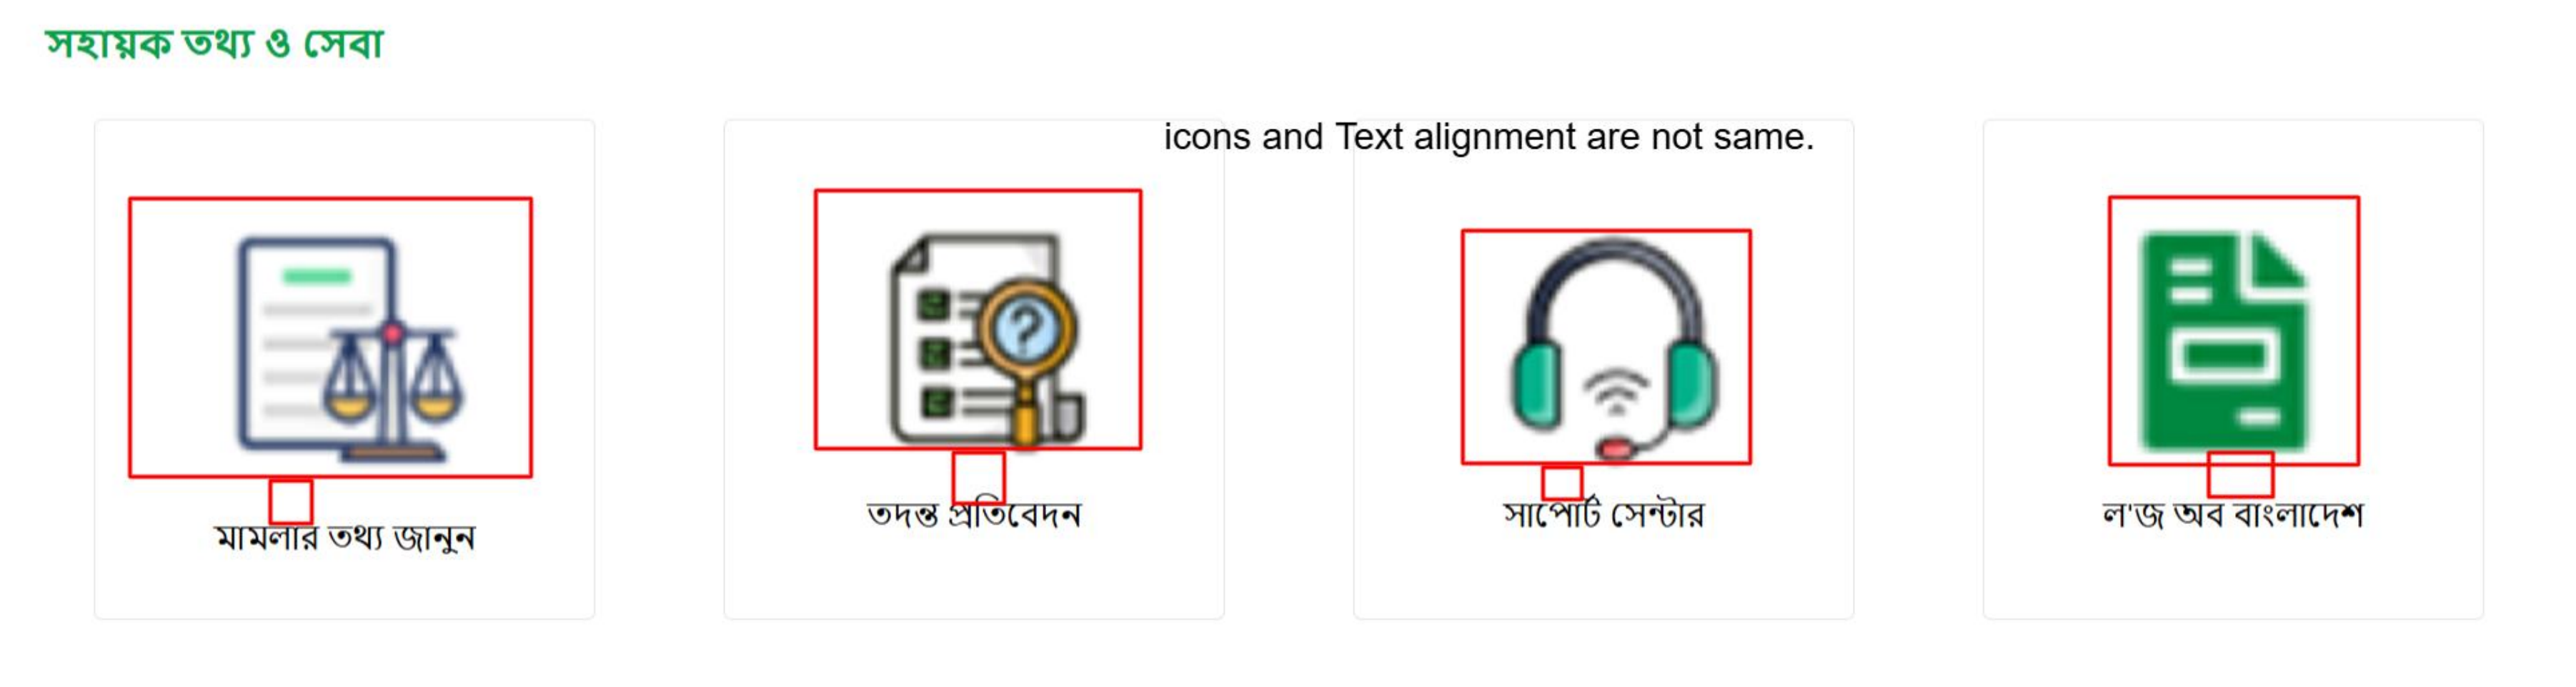 সহায়ক তথ্য ও সেবা
icons and Text alignment are not same.
মামলার তথ্য জানুন
তদন্ত প্রতিবেদন
সাপোর্ট সেন্টার
ল'জ অব বাংলাদেশ